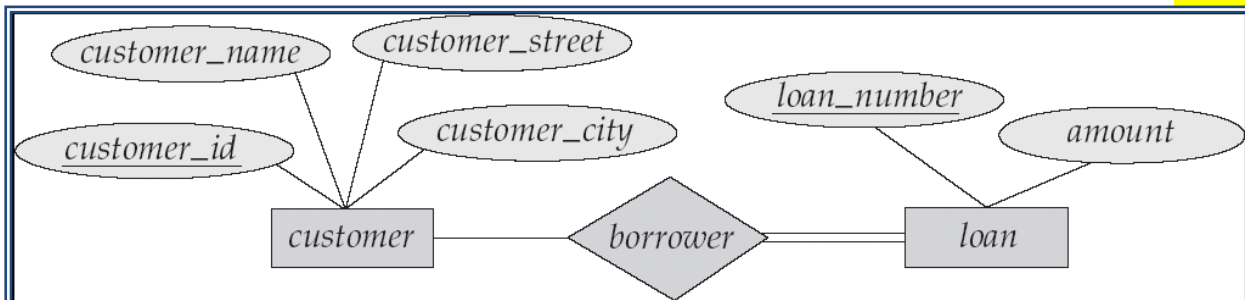 customer_name
customer_street
customer_id
customer_city
loan_number
amount
customer
borrower
loan